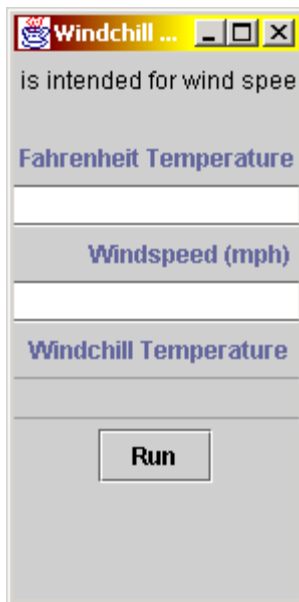 Windchill ...
is intended for wind spee
Fahrenheit Temperature
Windspeed (mph)
Windchill Temperature
Run